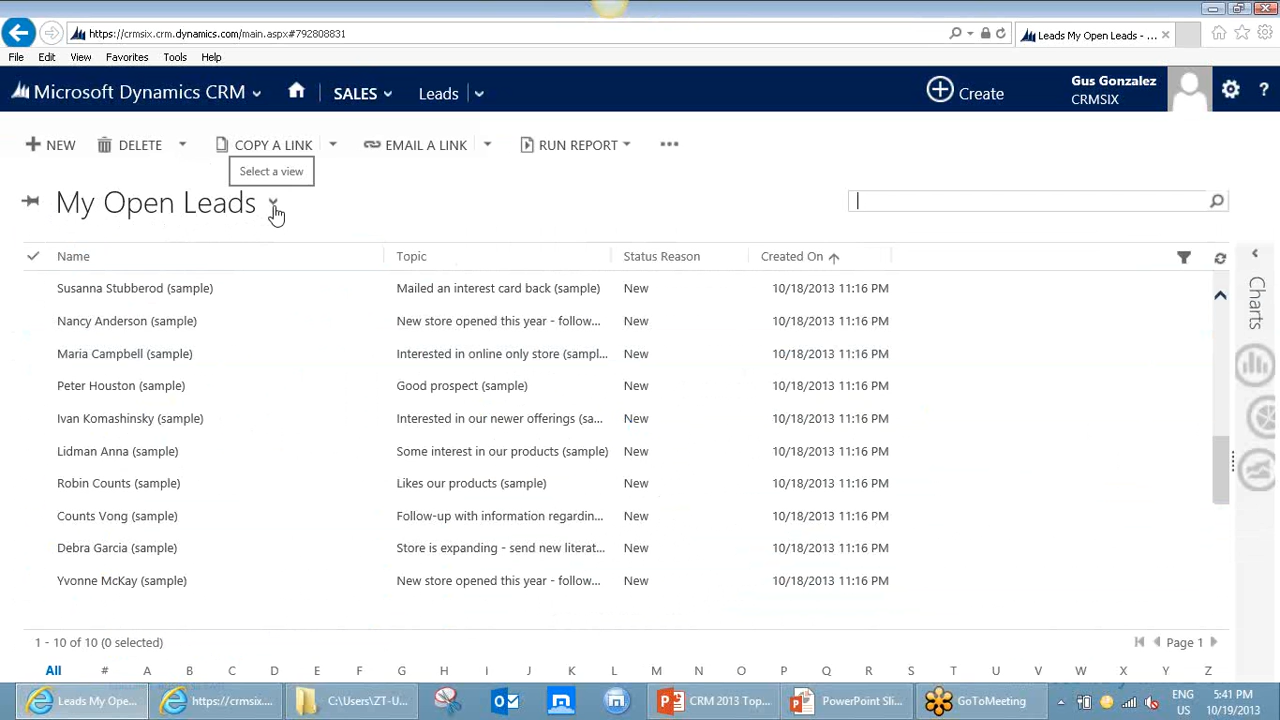 https://crmsix.crm.dynamics.com/main.aspx#792808831
Leads My Open Leads - ...
File Edit View Favorites Tools Help
Microsoft Dynamics CRM SALES Leads Create Gus Gonzalez
CRMSIX ?
NEW DELETE COPY A LINK EMAIL A LINK RUN REPORT
Select a view
My Open Leads
Name Topic Status Reason Created On
Susanna Stubberod (sample) Mailed an interest card back (sample) New 10/18/2013 11:16 PM
Nancy Anderson (sample) New store opened this year - follow... New 10/18/2013 11:16 PM
Maria Campbell (sample) Interested in online only store (sampl... New 10/18/2013 11:16 PM
Peter Houston (sample) Good prospect (sample) New 10/18/2013 11:16 PM
Ivan Komashinsky (sample) Interested in our newer offerings (sa... New 10/18/2013 11:16 PM
Lidman Anna (sample) Some interest in our products (sample) New 10/18/2013 11:16 PM
Robin Counts (sample) Likes our products (sample) New 10/18/2013 11:16 PM
Counts Vong (sample) Follow-up with information regardin... New 10/18/2013 11:16 PM
Debra Garcia (sample) Store is expanding - send new literat... New 10/18/2013 11:16 PM
Yvonne McKay (sample) New store opened this year - follow... New 10/18/2013 11:16 PM
Charts
1 - 10 of 10 (0 selected) Page 1
All # A B C D E F G H I J K L M N O P Q R S T U V W X Y Z
Leads My Ope... https://crmsix.c... C:\Users\ZT-U... CRM 2013 Top... PowerPoint Sli... GoToMeeting ENG 5:41 PM
US 10/19/2013